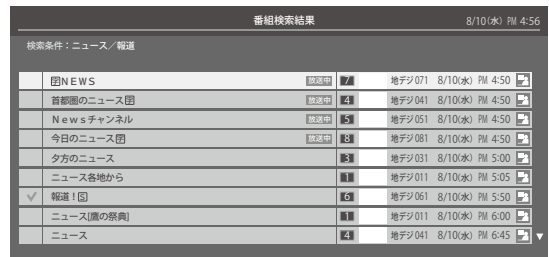 番組検索結果 8/10(水) PM 4:56
検索条件：ニュース／報道
字NEWS 放送中 7 地デジ071 8/10(水) PM 4:50
首都圏のニュース字 放送中 4 地デジ041 8/10(水) PM 4:50
Newsチャンネル 放送中 5 地デジ051 8/10(水) PM 4:50
今日のニュース字 放送中 8 地デジ081 8/10(水) PM 4:50
夕方のニュース 3 地デジ031 8/10(水) PM 5:00
ニュース各地から 1 地デジ011 8/10(水) PM 5:05
報道！S 6 地デジ061 8/10(水) PM 5:50
ニュース[鷹の祭典] 1 地デジ011 8/10(水) PM 6:00
ニュース 4 地デジ041 8/10(水) PM 6:45 ▼